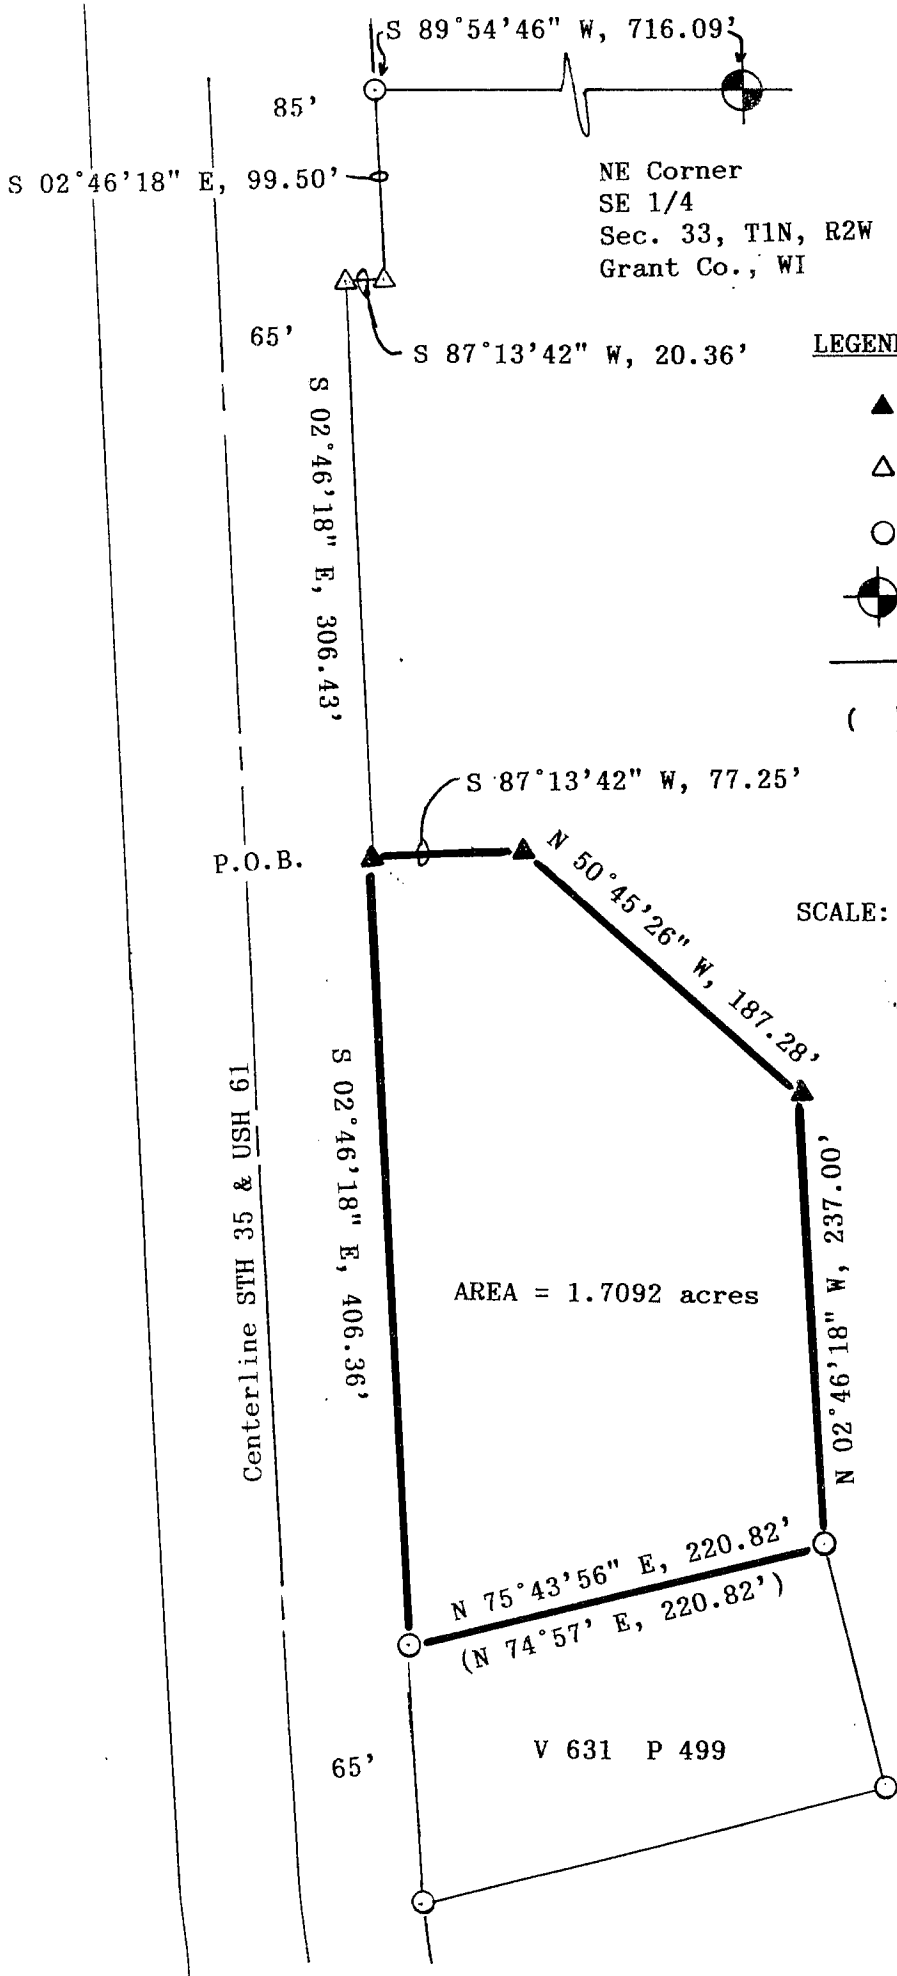 S 89°54'46" W, 716.09'
85'
S 02°46'18" E, 99.50'
NE Corner
SE 1/4
Sec. 33, T1N, R2W
Grant Co., WI
65'
S 87°13'42" W, 20.36'
LEGEN
S 02°46'18" E, 306.43'
(
S 87°13'42" W, 77.25'
P.O.B.
N 50°45'26" W, 187.28'
SCALE:
Centerline STH 35 & USH 61
S 02°46'18" E, 406.36'
AREA = 1.7092 acres
N 02°46'18" W, 237.00'
N 75°43'56" E, 220.82'
(N 74°57' E, 220.82')
65'
V 631 P 499